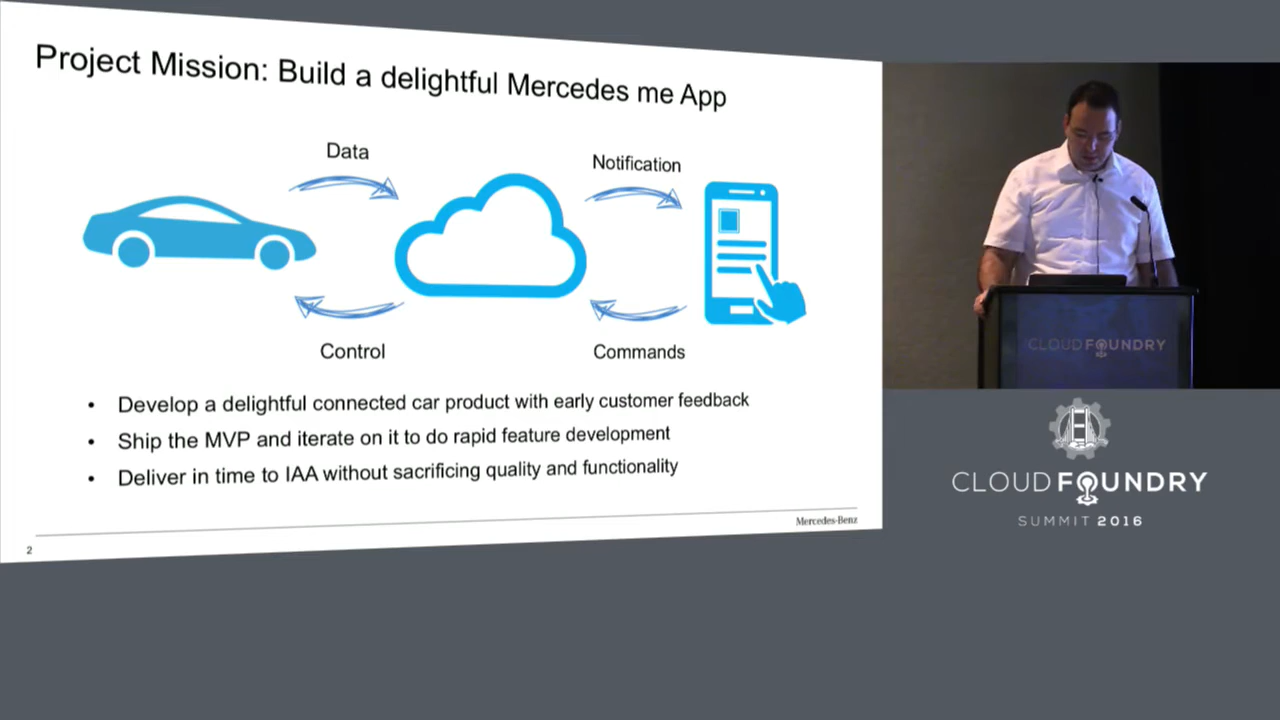 Project Mission: Build a delightful Mercedes me App
Data
Notification
Control
Commands
• Develop a delightful connected car product with early customer feedback
• Ship the MVP and iterate on it to do rapid feature development
• Deliver in time to IAA without sacrificing quality and functionality
Mercedes-Benz
2
CLOUD FOUNDRY
CLOUD FOUNDRY
SUMMIT 2016